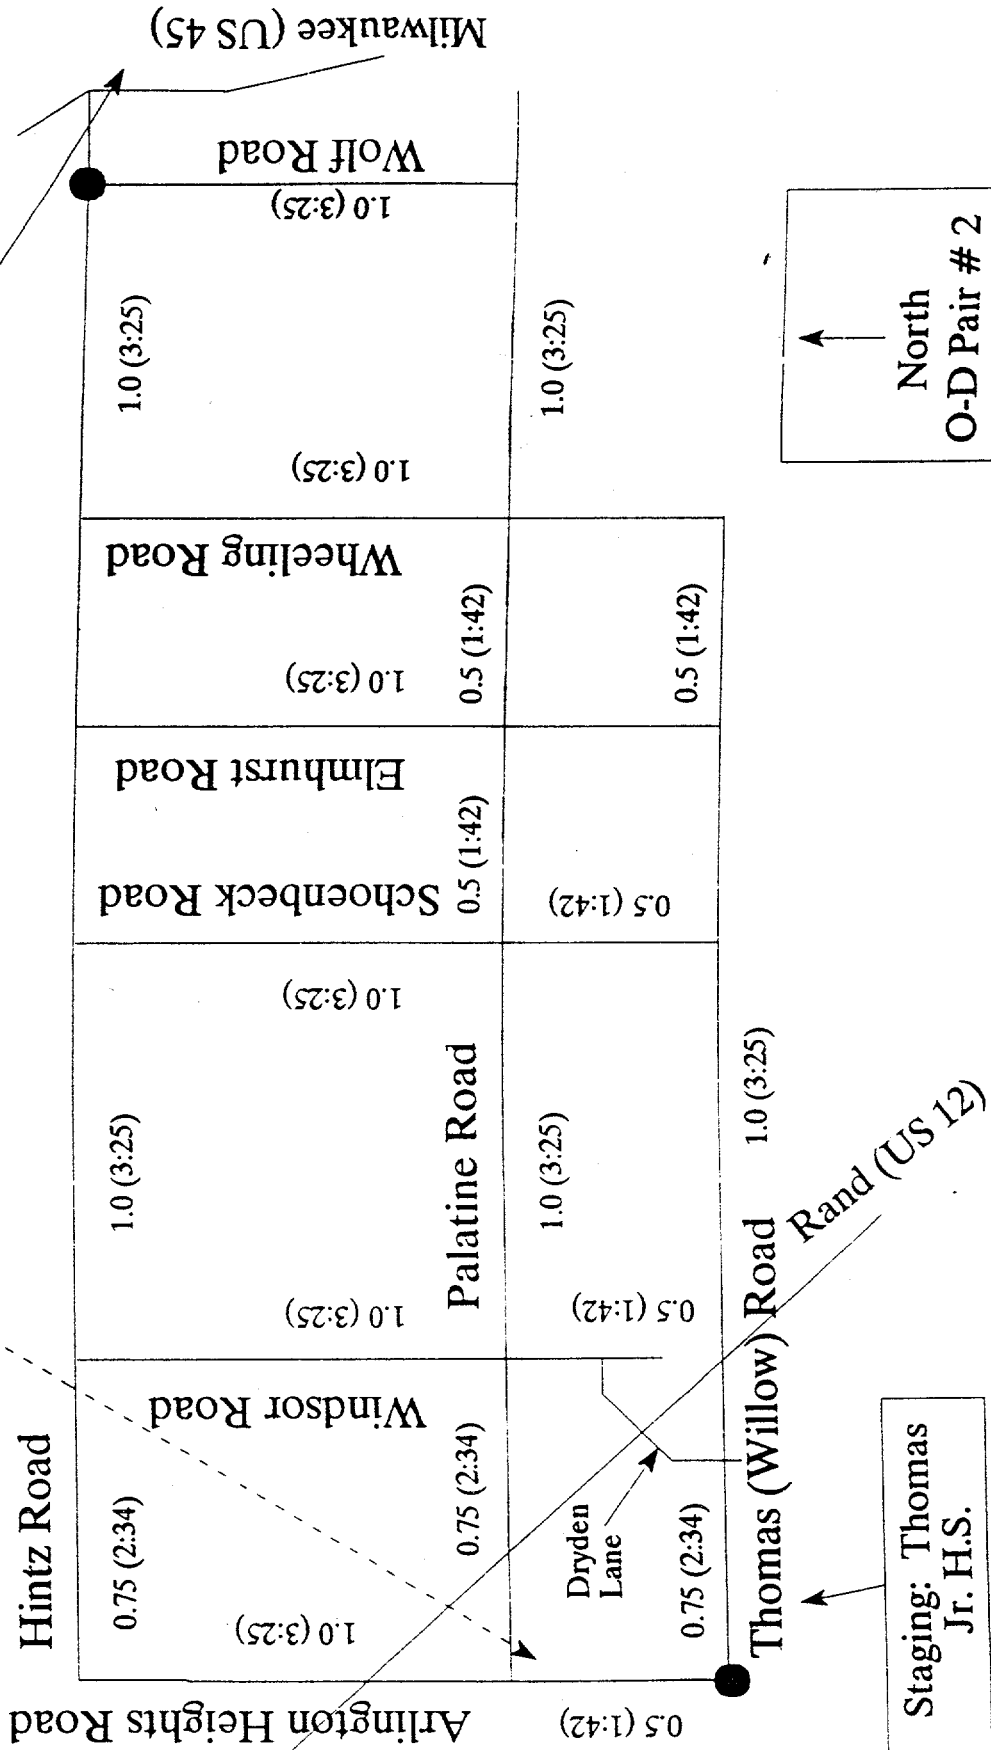 Hintz Road
Milwaukee (US 45)
0.75 (2:34)
1.0 (3:25)
1.0 (3:25)
Arlington Heights Road
1.0 (3:25)
Windsor Road
1.0 (3:25)
1.0 (3:25)
Schoenbeck Road
Elmhurst Road
1.0 (3:25)
Wheeling Road
1.0 (3:25)
1.0 (3:25)
Wolf Road
0.75 (2:34)
Palatine Road
0.5 (1:42)
0.5 (1:42)
1.0 (3:25)
1.0 (3:25)
0.5 (1:42)
Dryden
Lane
0.5 (1:42)
0.5 (1:42)
0.75 (2:34)
0.5 (1:42)
Thomas (Willow) Road
1.0 (3:25)
Rand (US 12)
Staging: Thomas
Jr. H.S.
North
O-D Pair # 2